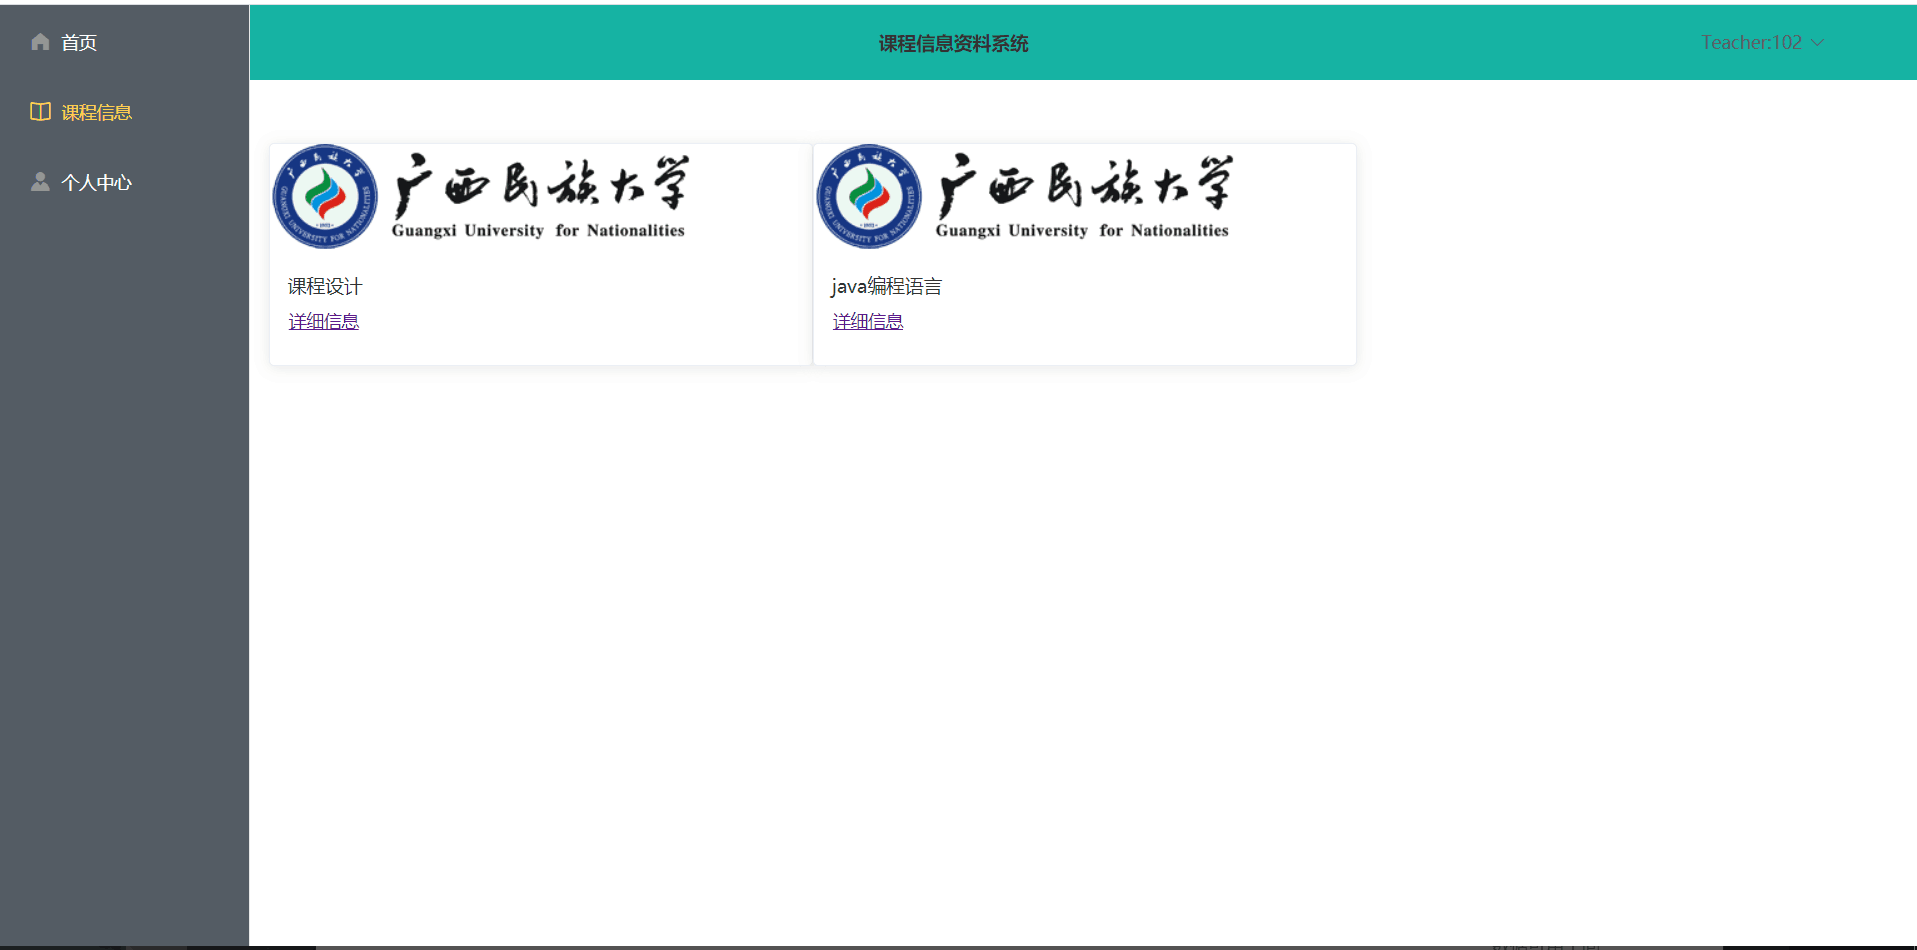 首页
课程信息
个人中心
课程信息资料系统
Teacher:102
广西民族大学
Guangxi University for Nationalities
课程设计
详细信息
广西民族大学
Guangxi University for Nationalities
java编程语言
详细信息